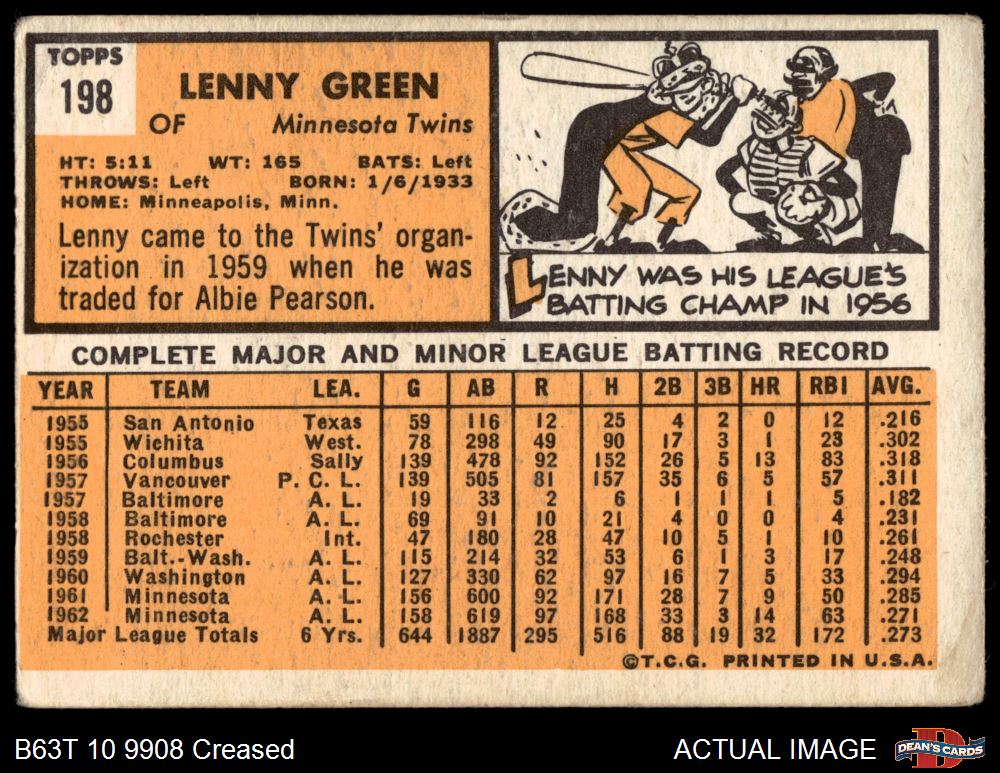 TOPPS
198
LENNY GREEN
OF Minnesota Twins
HT: 5:11 WT: 165 BATS: Left
THROWS: Left BORN: 1/6/1933
HOME: Minneapolis, Minn.
Lenny came to the Twins' organ-
ization in 1959 when he was
traded for Albie Pearson.
LENNY WAS HIS LEAGUE'S
BATTING CHAMP IN 1956
COMPLETE MAJOR AND MINOR LEAGUE BATTING RECORD
YEAR TEAM LEA. G AB R H 2B 3B HR RBI AVG.
1955 San Antonio Texas 59 116 12 25 4 2 0 12 .216
1955 Wichita West. 78 298 49 90 17 3 1 23 .302
1956 Columbus Sally 139 478 92 152 26 5 13 83 .318
1957 Vancouver P. C. L. 139 505 81 157 35 6 5 57 .311
1957 Baltimore A. L. 19 33 2 6 1 1 1 5 .182
1958 Baltimore A. L. 69 91 10 21 4 0 0 4 .231
1958 Rochester Int. 47 180 28 47 10 5 1 10 .261
1959 Balt.-Wash. A. L. 115 214 32 53 6 1 3 17 .248
1960 Washington A. L. 127 330 62 97 16 7 5 33 .294
1961 Minnesota A. L. 156 600 92 171 28 7 9 50 .285
1962 Minnesota A. L. 158 619 97 168 33 3 14 63 .271
Major League Totals 6 Yrs. 644 1887 295 516 88 19 32 172 .273
©T.C.G. PRINTED IN U.S.A.
B63T 10 9908 Creased ACTUAL IMAGE DEAN'S CARDS